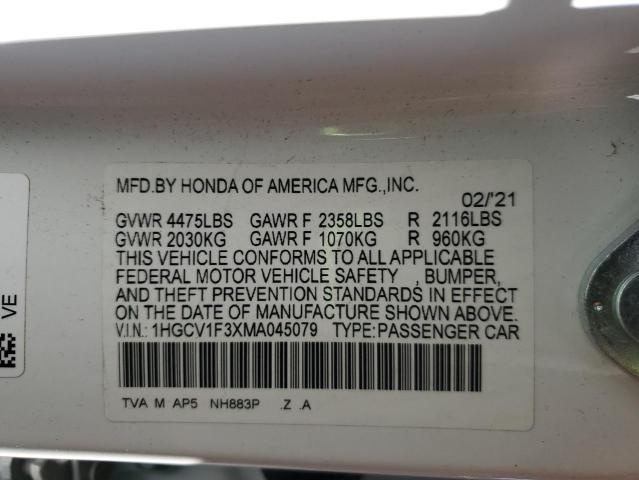 MFD.BY HONDA OF AMERICA MFG.,INC. 02/'21
GVWR 4475LBS GAWR F 2358LBS R 2116LBS
GVWR 2030KG GAWR F 1070KG R 960KG
THIS VEHICLE CONFORMS TO ALL APPLICABLE
FEDERAL MOTOR VEHICLE SAFETY , BUMPER,
AND THEFT PREVENTION STANDARDS IN EFFECT
ON THE DATE OF MANUFACTURE SHOWN ABOVE.
V.I.N.: 1HGCV1F3XMA045079 TYPE:PASSENGER CAR
TVA M AP5 NH883P .Z .A
VE